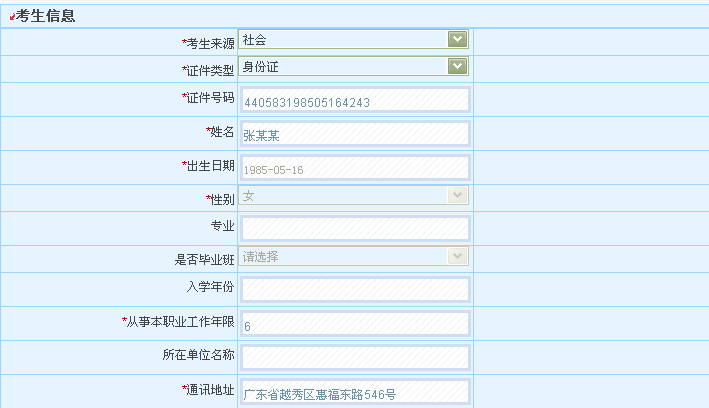 考生信息
*考生来源 社会
*证件类型 身份证
*证件号码 440583198505164243
*姓名 张某某
*出生日期 1985-05-16
*性别 女
专业
是否毕业班 请选择
入学年份
*从事本职业工作年限 6
所在单位名称
*通讯地址 广东省越秀区惠福东路546号